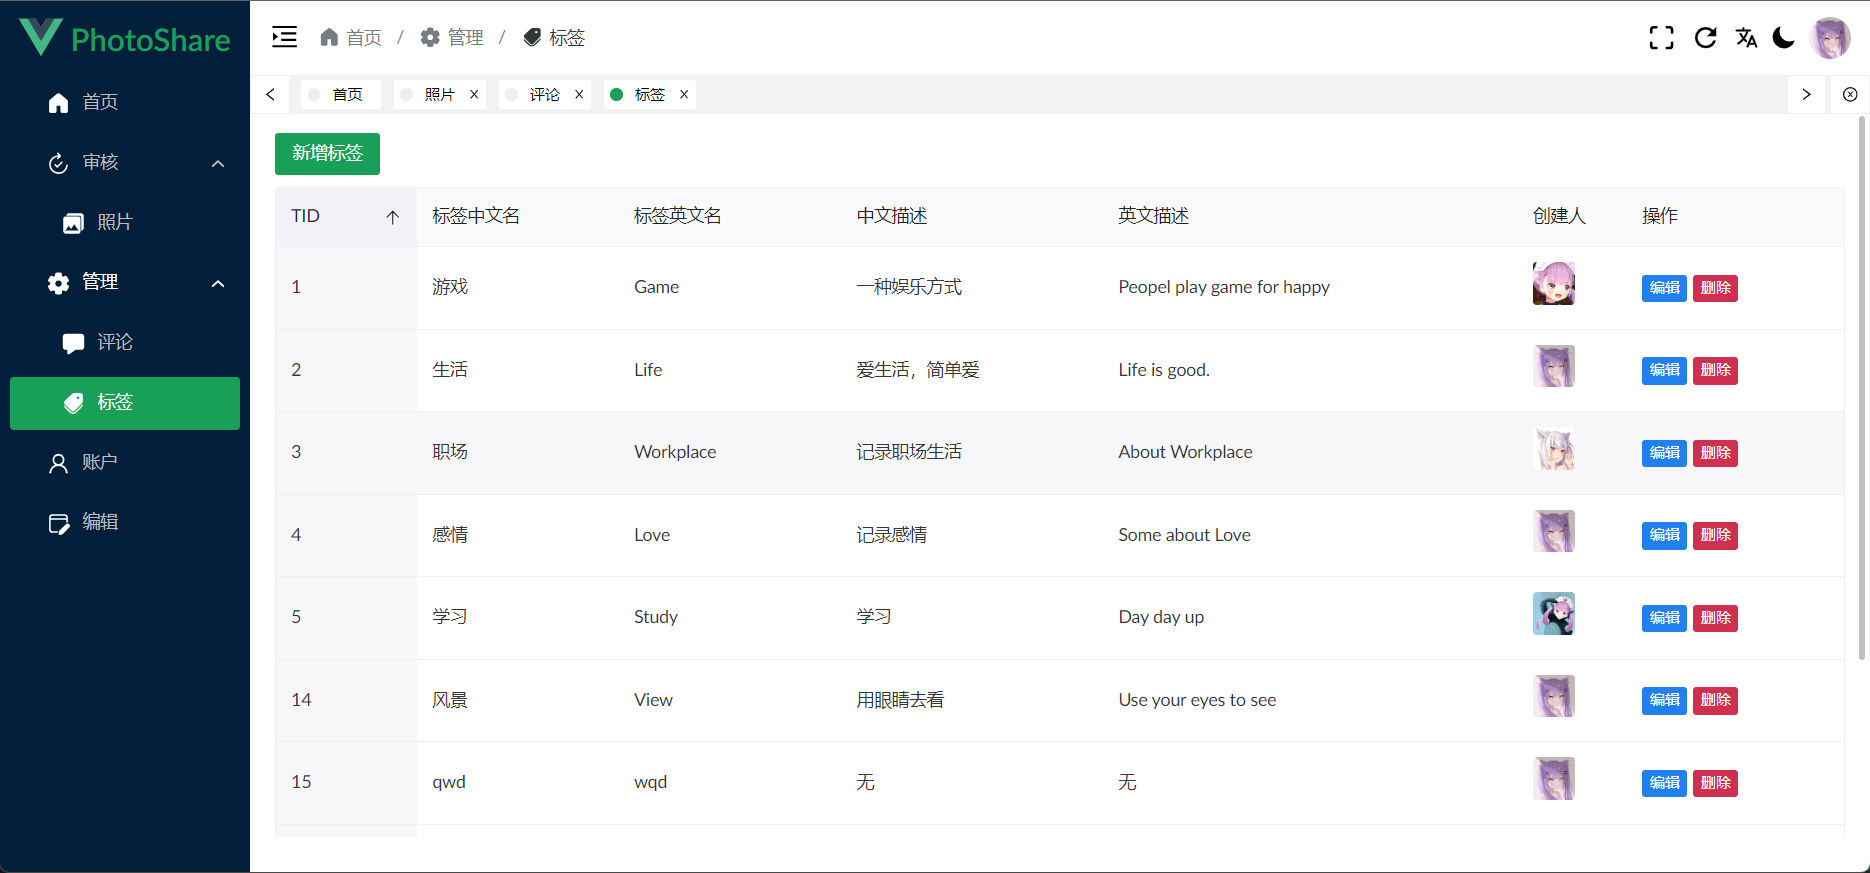 PhotoShare
首页
审核
照片
管理
评论
标签
账户
编辑
首页 / 管理 / 标签
首页 照片 评论 标签
新增标签
TID 标签中文名 标签英文名 中文描述 英文描述 创建人 操作
1 游戏 Game 一种娱乐方式 Peopel play game for happy 编辑 删除
2 生活 Life 爱生活，简单爱 Life is good. 编辑 删除
3 职场 Workplace 记录职场生活 About Workplace 编辑 删除
4 感情 Love 记录感情 Some about Love 编辑 删除
5 学习 Study 学习 Day day up 编辑 删除
14 风景 View 用眼睛去看 Use your eyes to see 编辑 删除
15 qwd wqd 无 无 编辑 删除